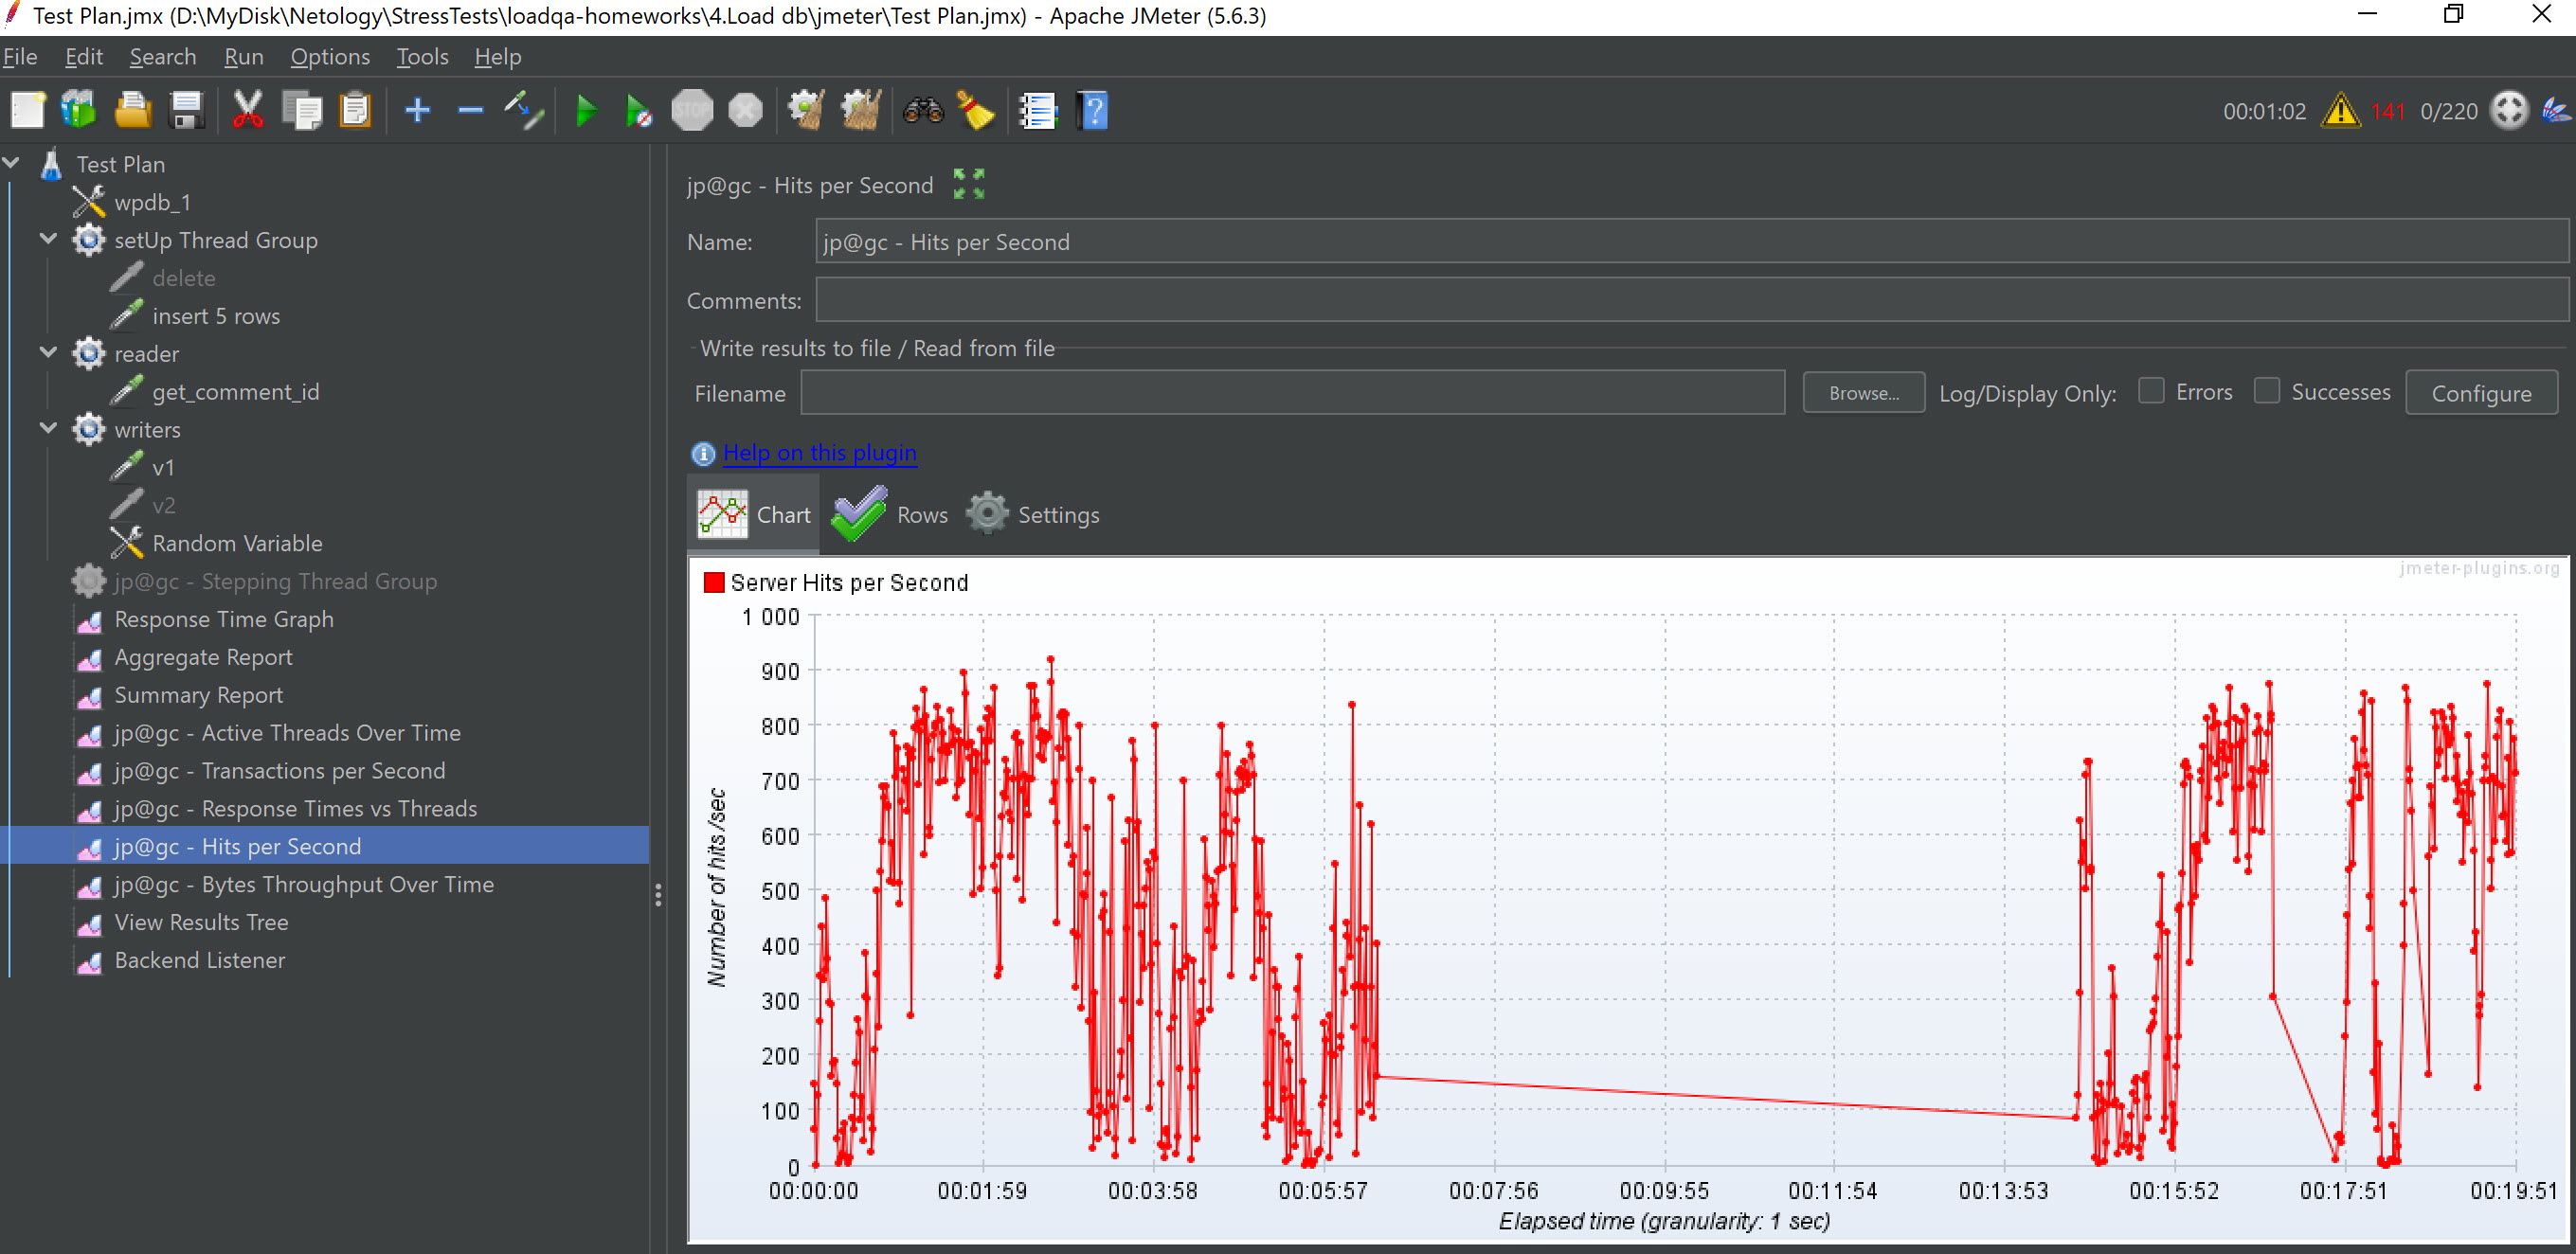 Test Plan.jmx (D:\MyDisk\Netology\StressTests\loadqa-homeworks\4.Load db\jmeter\Test Plan.jmx) - Apache JMeter (5.6.3)
File Edit Search Run Options Tools Help
STOP
00:01:02 141 0/220
Test Plan
wpdb_1
setUp Thread Group
delete
insert 5 rows
reader
get_comment_id
writers
v1
v2
Random Variable
jp@gc - Stepping Thread Group
Response Time Graph
Aggregate Report
Summary Report
jp@gc - Active Threads Over Time
jp@gc - Transactions per Second
jp@gc - Response Times vs Threads
jp@gc - Hits per Second
jp@gc - Bytes Throughput Over Time
View Results Tree
Backend Listener
jp@gc - Hits per Second
Name: jp@gc - Hits per Second
Comments:
Write results to file / Read from file
Filename Browse... Log/Display Only: Errors Successes Configure
Help on this plugin
Chart Rows Settings
Server Hits per Second
jmeter-plugins.org
1 000
900
800
700
600
500
400
300
200
100
0
Number of hits /sec
00:00:00 00:01:59 00:03:58 00:05:57 00:07:56 00:09:55 00:11:54 00:13:53 00:15:52 00:17:51 00:19:51
Elapsed time (granularity: 1 sec)